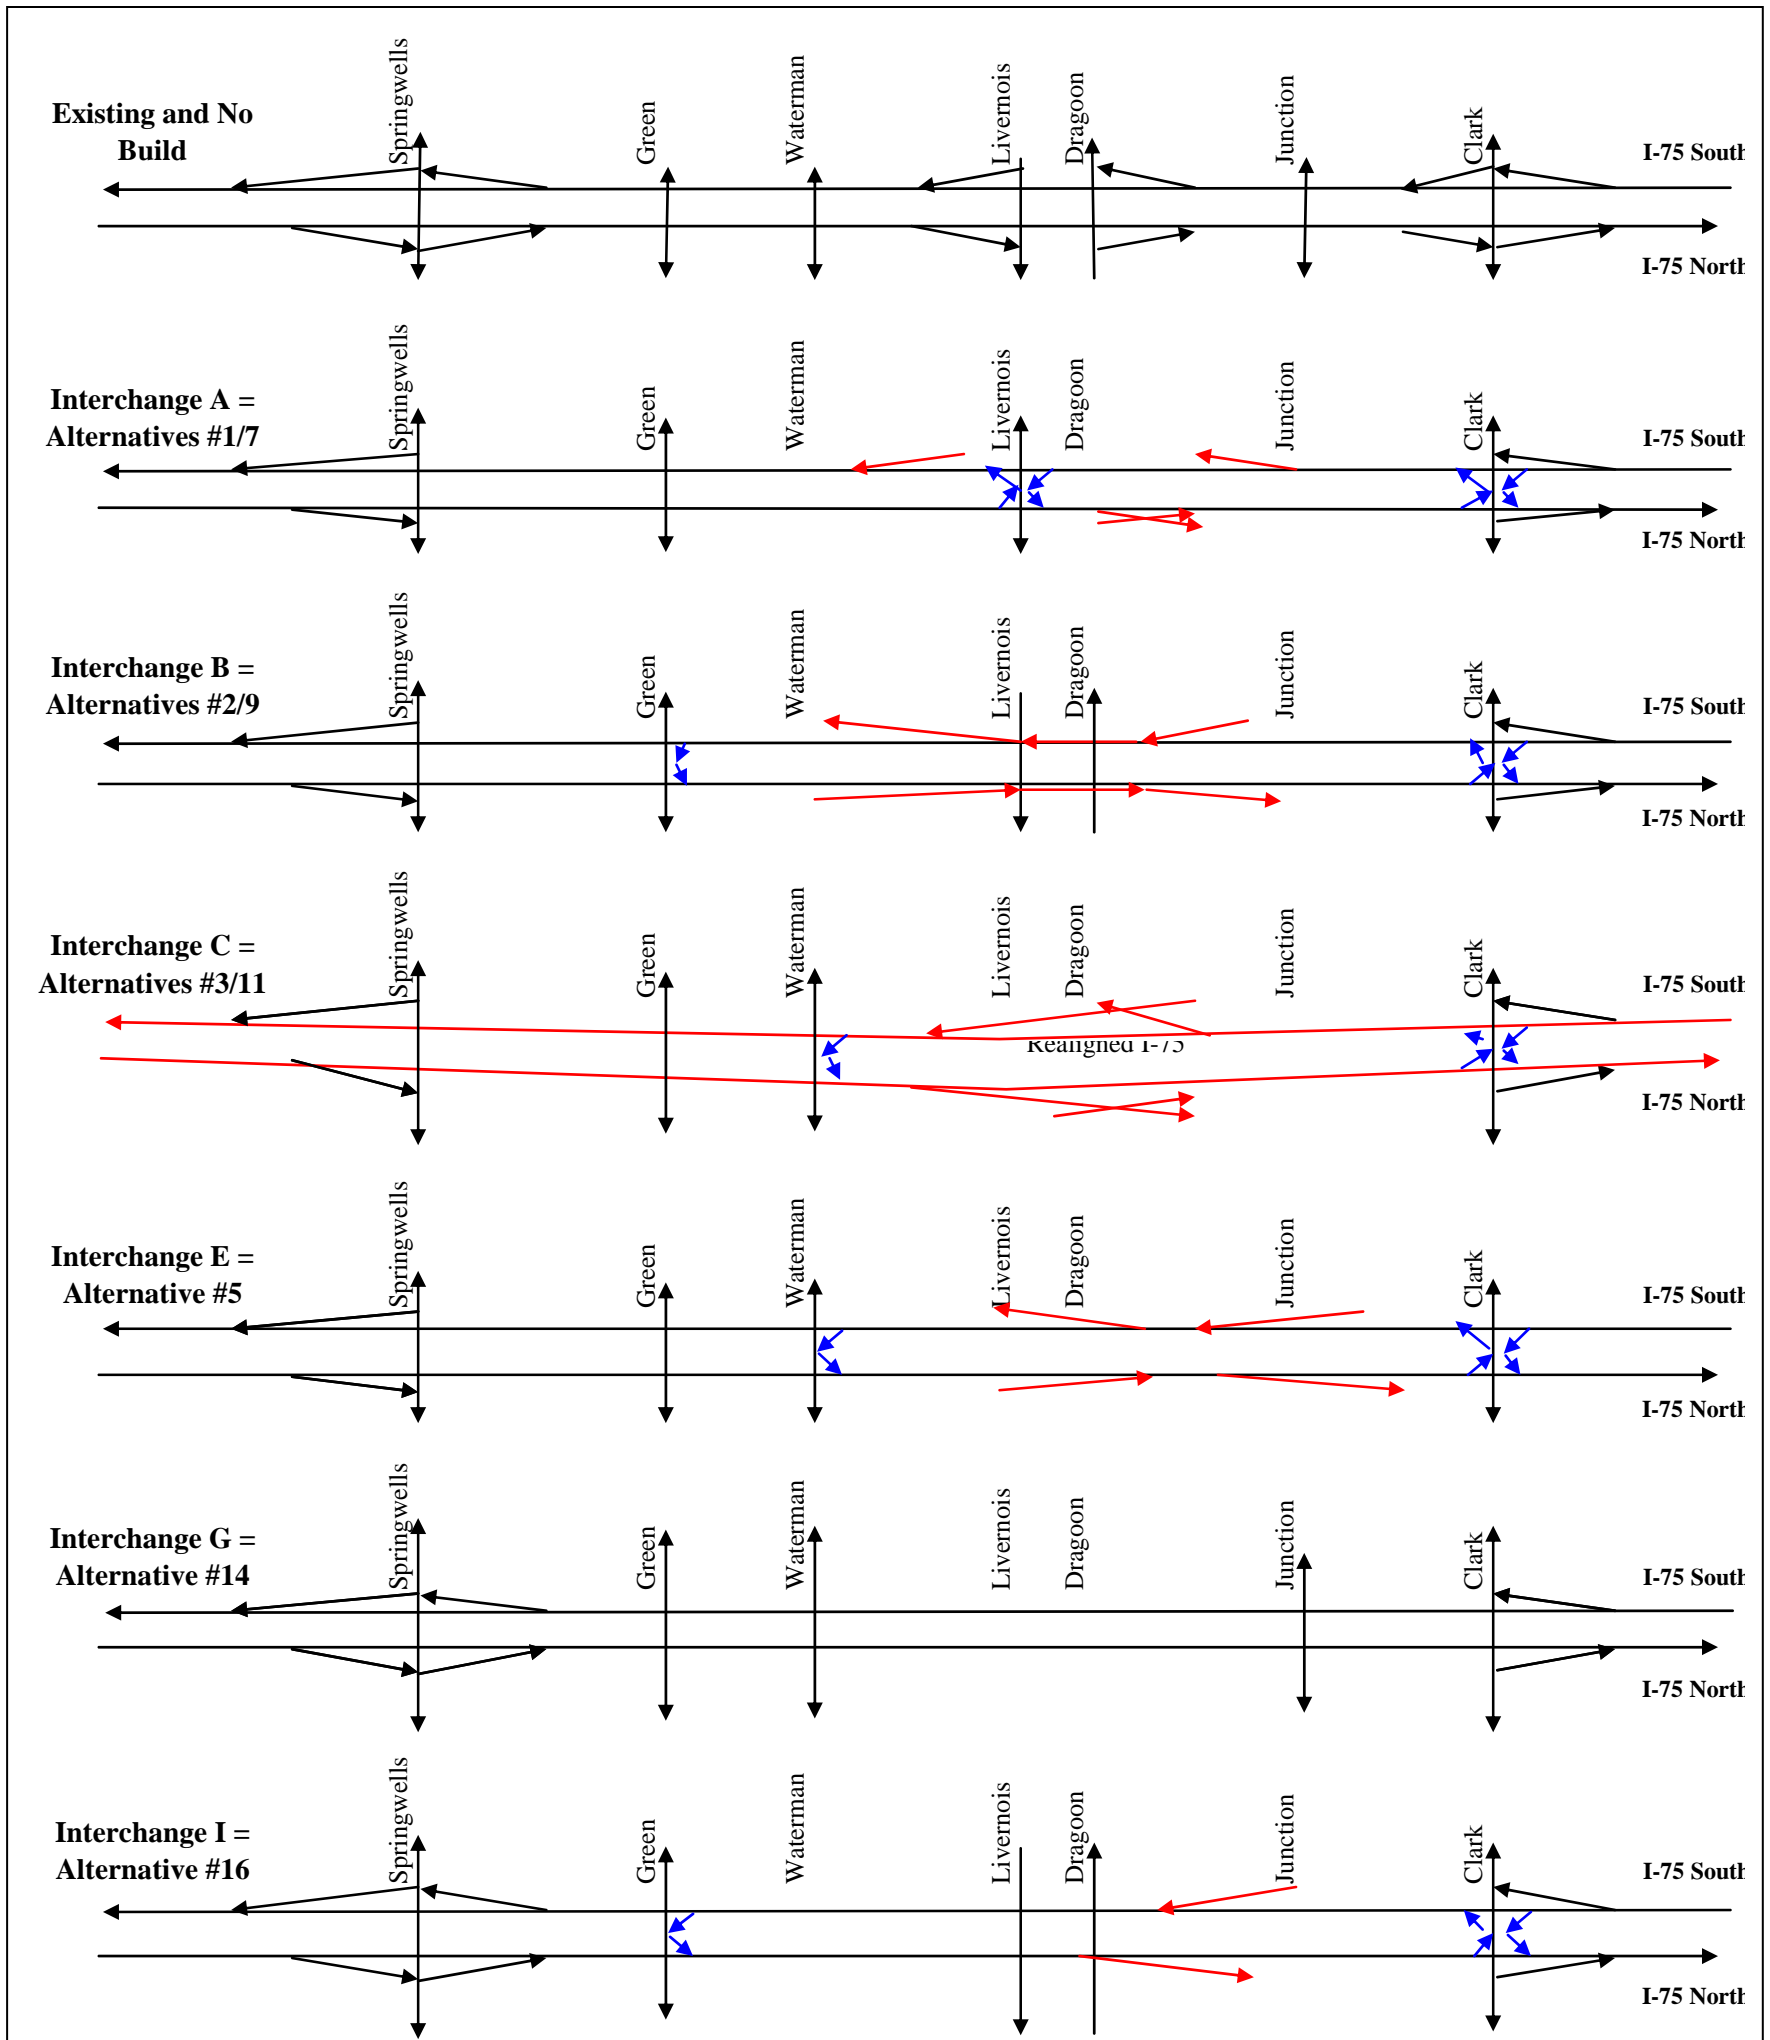 Springwells
Green
Waterman
Livernois
Dragoon
Junction
Clark
Existing and No
Build
I-75 South
I-75 North
Springwells
Green
Waterman
Livernois
Dragoon
Junction
Clark
Interchange A =
Alternatives #1/7
I-75 South
I-75 North
Springwells
Green
Waterman
Livernois
Dragoon
Junction
Clark
Interchange B =
Alternatives #2/9
I-75 South
I-75 North
Springwells
Green
Waterman
Livernois
Dragoon
Junction
Clark
Interchange C =
Alternatives #3/11
I-75 South
Realigned I-75
I-75 North
Springwells
Green
Waterman
Livernois
Dragoon
Junction
Clark
Interchange E =
Alternative #5
I-75 South
I-75 North
Springwells
Green
Waterman
Livernois
Dragoon
Junction
Clark
Interchange G =
Alternative #14
I-75 South
I-75 North
Springwells
Green
Waterman
Livernois
Dragoon
Junction
Clark
Interchange I =
Alternative #16
I-75 South
I-75 North